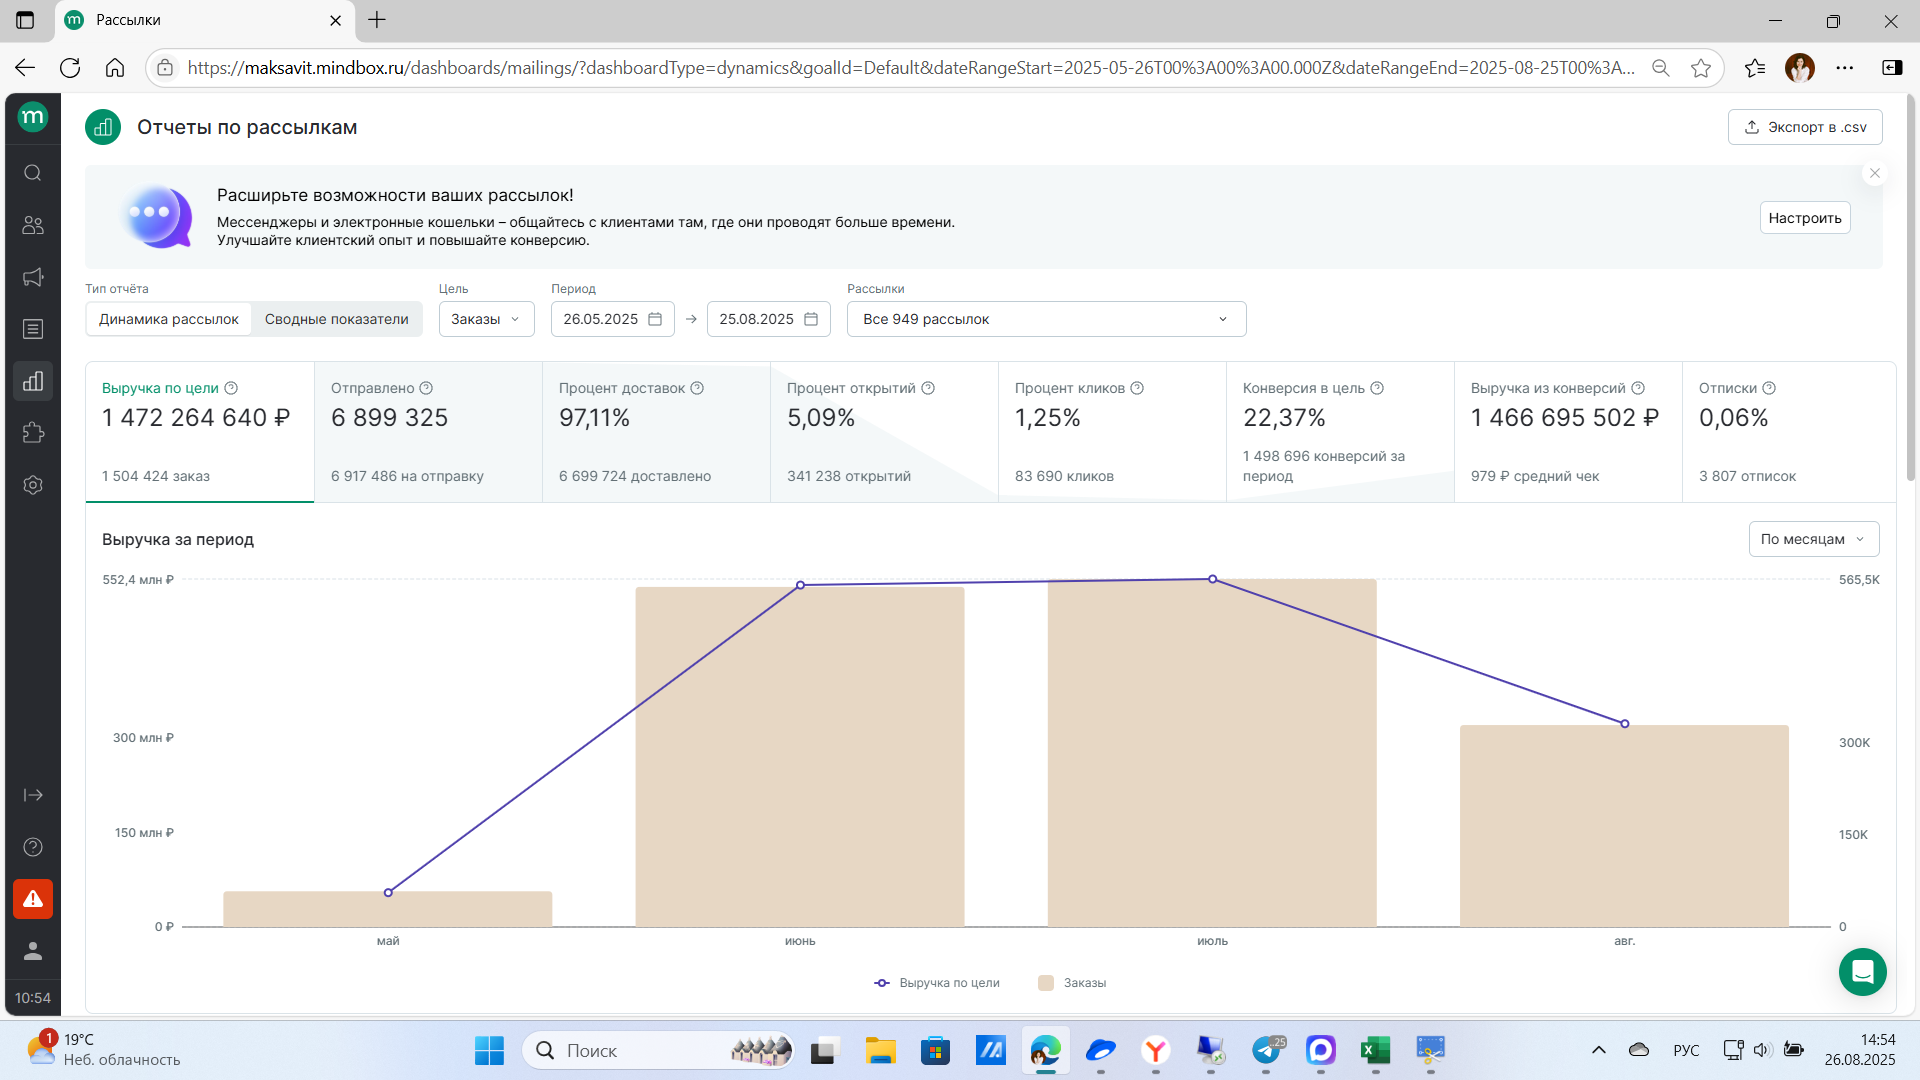 Рассылки
https://maksavit.mindbox.ru/dashboards/mailings/?dashboardType=dynamics&goalId=Default&dateRangeStart=2025-05-26T00%3A00%3A00.000Z&dateRangeEnd=2025-08-25T00%3A...
m
Отчеты по рассылкам
Экспорт в .csv
Расширьте возможности ваших рассылок!
Мессенджеры и электронные кошельки – общайтесь с клиентами там, где они проводят больше времени.
Улучшайте клиентский опыт и повышайте конверсию.
Настроить
Тип отчёта
Цель
Период
Рассылки
Динамика рассылок
Сводные показатели
Заказы
26.05.2025
25.08.2025
Все 949 рассылок
Выручка по цели
1 472 264 640 ₽
1 504 424 заказ
Отправлено
6 899 325
6 917 486 на отправку
Процент доставок
97,11%
6 699 724 доставлено
Процент открытий
5,09%
341 238 открытий
Процент кликов
1,25%
83 690 кликов
Конверсия в цель
22,37%
1 498 696 конверсий за
период
Выручка из конверсий
1 466 695 502 ₽
979 ₽ средний чек
Отписки
0,06%
3 807 отписок
Выручка за период
По месяцам
552,4 млн ₽
565,5K
300 млн ₽
300K
150 млн ₽
150K
0 ₽
0
май
июнь
июль
авг.
Выручка по цели
Заказы
10:54
1
19°C
Неб. облачность
Поиск
..25
РУС
14:54
26.08.2025